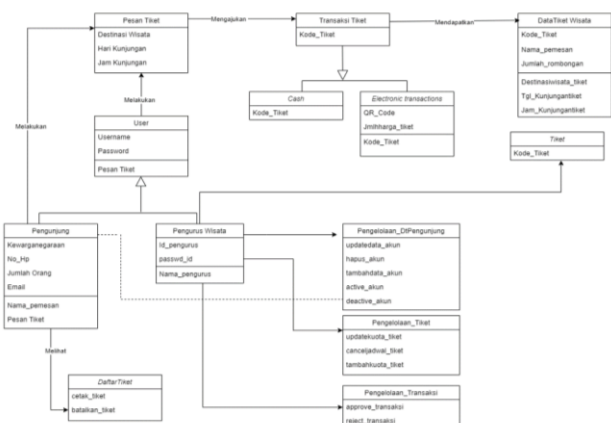 Pesan Tiket
Destinasi Wisata
Hari Kunjungan
Jam Kunjungan
Mengajukan
Transaksi Tiket
Kode_Tiket
Mendapatkan
DataTiket Wisata
Kode_Tiket
Nama_pemesan
Jumlah_rombongan
Destinasiwisata_tiket
Tgl_Kunjungantiket
Jam_Kunjungantiket
Cash
Kode_Tiket
Electronic transactions
QR_Code
Jmlhharga_tiket
Kode_Tiket
Melakukan
Melakukan
User
Username
Password
Pesan Tiket
Tiket
Kode_Tiket
Pengunjung
Kewarganegaraan
No_Hp
Jumlah Orang
Email
Nama_pemesan
Pesan Tiket
Pengurus Wisata
Id_pengurus
passwd_id
Nama_pengurus
Pengelolaan_DtPengunjung
updatedata_akun
hapus_akun
tambahdata_akun
active_akun
deactive_akun
Pengelolaan_Tiket
updatekuota_tiket
canceljadwal_tiket
tambahkuota_tiket
Melihat
DaftarTiket
cetak_tiket
batalkan_tiket
Pengelolaan_Transaksi
approve_transaksi
reject_transaksi